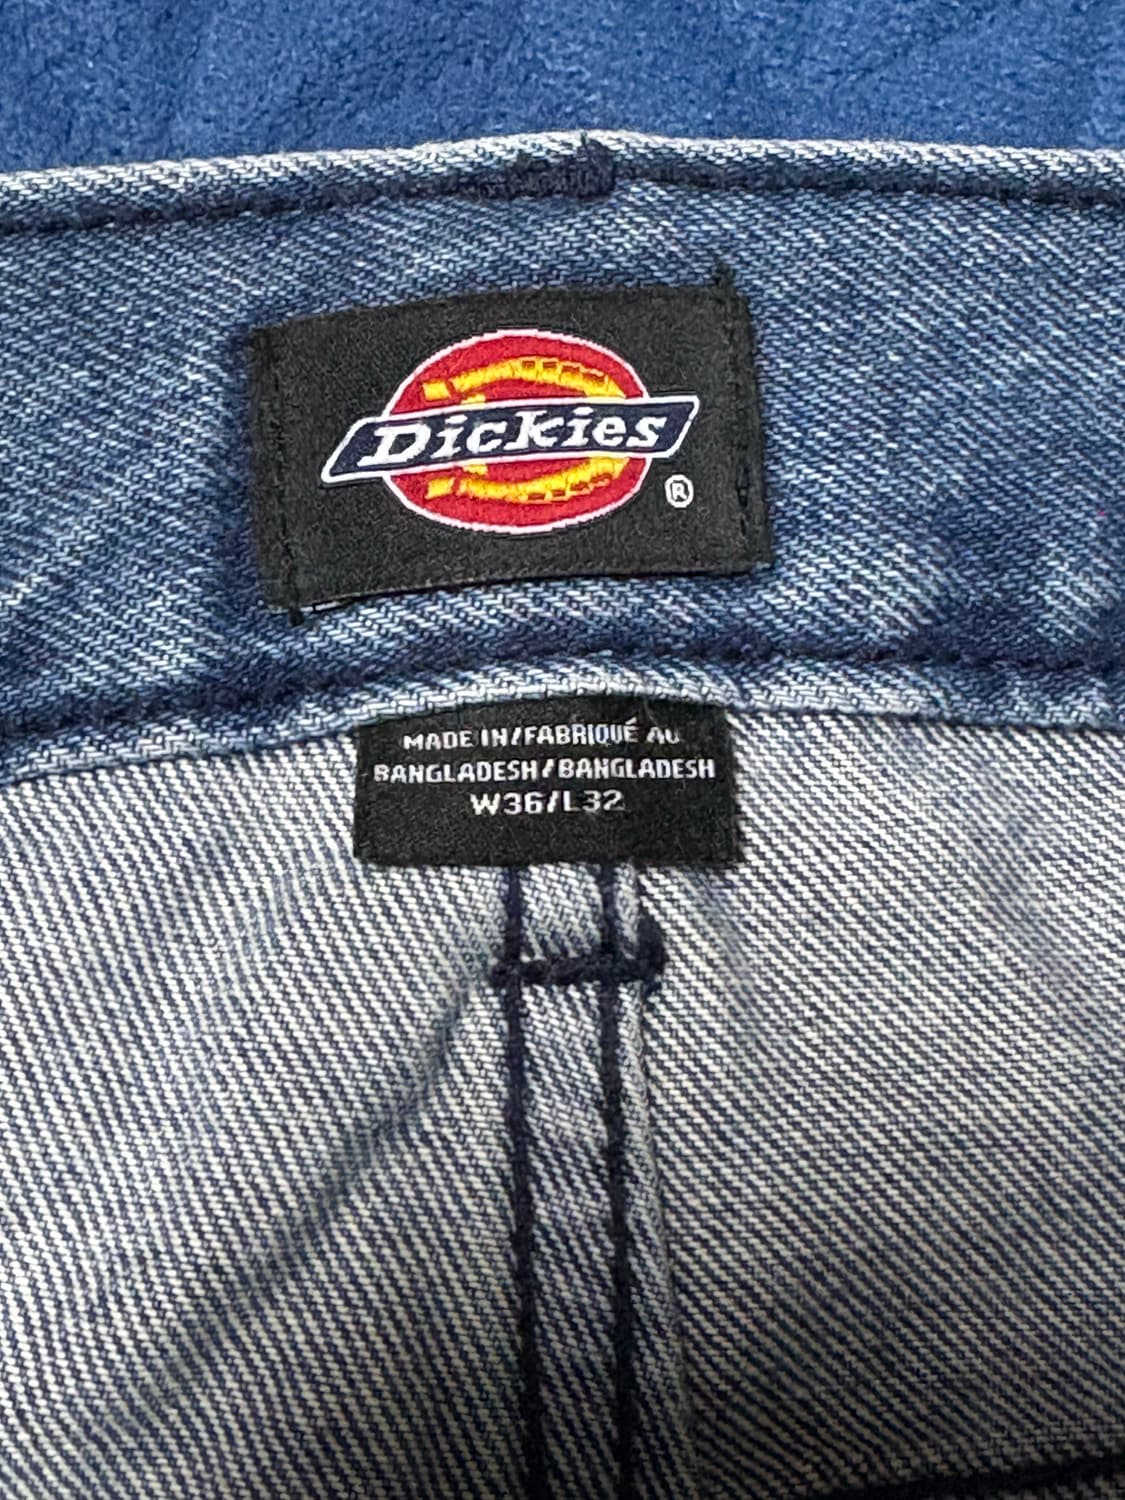 Dickies
®
MADE IN/FABRIQUÉ AU
BANGLADESH/BANGLADESH
W36/L32